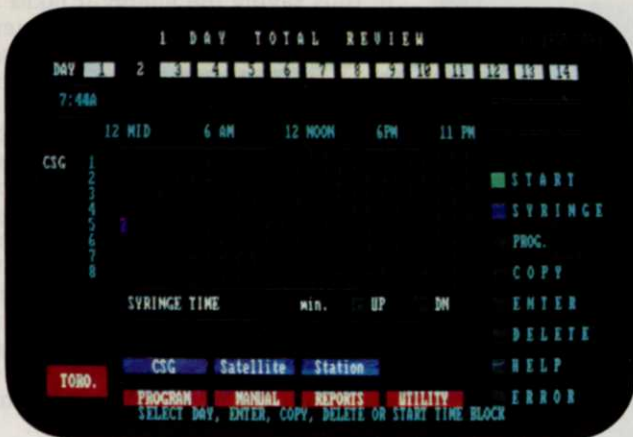 1 DAY TOTAL REVIEW
DAY 1 2 3 4 5 6 7 8 9 10 11 12 13 14
7:44A
12 MID 6 AM 12 NOON 6PM 11 PM
CSG 1
2
3
4
5
6
7
8
START
SYRINGE
PROG.
COPY
ENTER
DELETE
HELP
ERROR
SYRINGE TIME min. UP DN
CSG Satellite Station
TORO.
PROGRAM MANUAL REPORTS UTILITY
SELECT DAY, ENTER, COPY, DELETE OR START TIME BLOCK